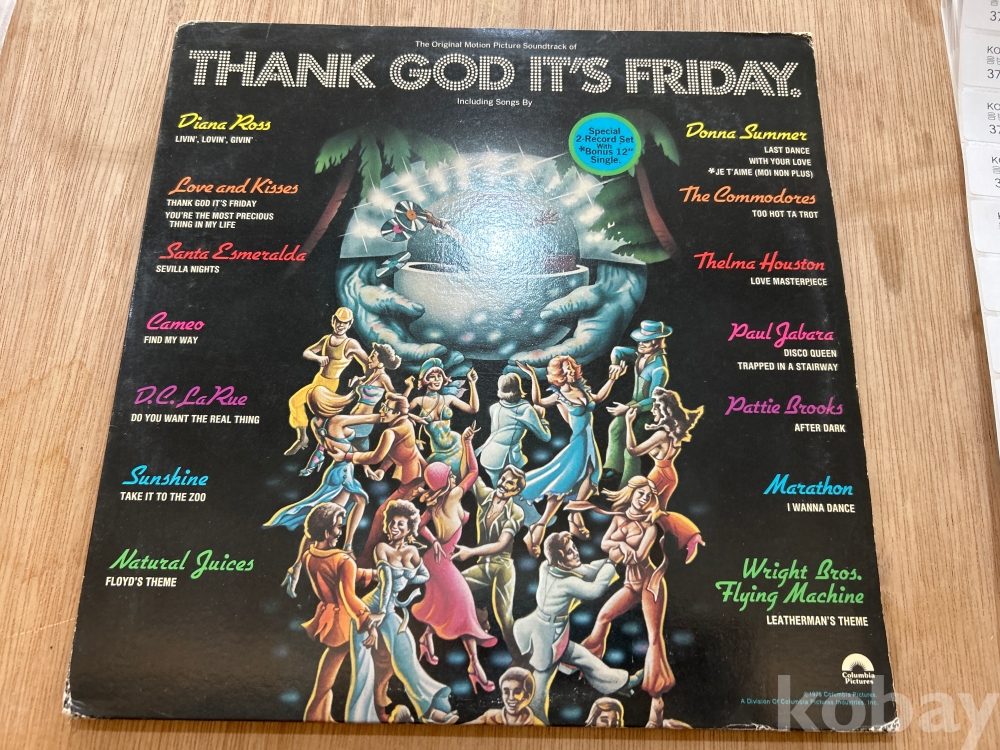 The Original Motion Picture Soundtrack of
THANK GOD IT'S FRIDAY.
Including Songs By
Diana Ross
LIVIN', LOVIN', GIVIN'
Love and Kisses
THANK GOD IT'S FRIDAY
YOU'RE THE MOST PRECIOUS
THING IN MY LIFE
Santa Esmeralda
SEVILLA NIGHTS
Cameo
FIND MY WAY
D.C. LaRue
DO YOU WANT THE REAL THING
Sunshine
TAKE IT TO THE ZOO
Natural Juices
FLOYD'S THEME
Special
2-Record Set
With
*Bonus 12"
Single.
Donna Summer
LAST DANCE
WITH YOUR LOVE
*JE T'AIME (MOI NON PLUS)
The Commodores
TOO HOT TA TROT
Thelma Houston
LOVE MASTERPIECE
Paul Jabara
DISCO QUEEN
TRAPPED IN A STAIRWAY
Pattie Brooks
AFTER DARK
Marathon
I WANNA DANCE
Wright Bros.
Flying Machine
LEATHERMAN'S THEME
Columbia
Pictures
Columbia Pictures,
A Division Of Columbia Pictures Industries, Inc.
kobay
37
37